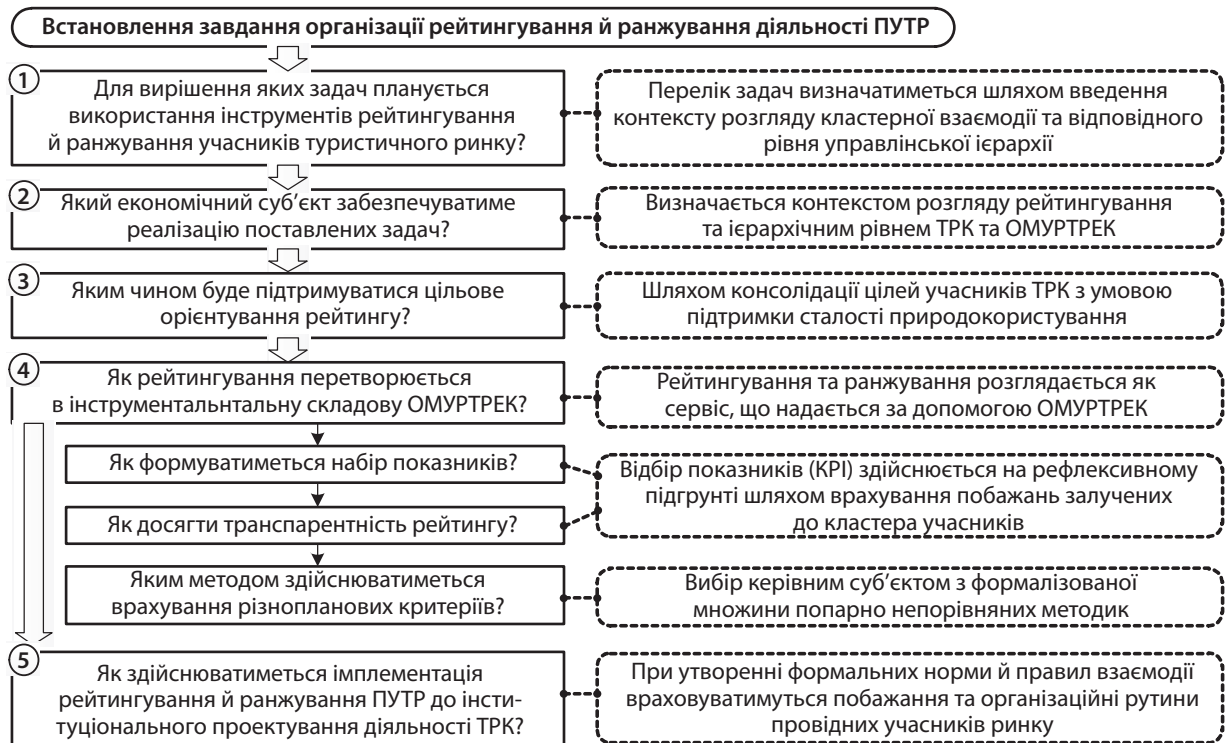 Встановлення завдання організації рейтингування й ранжування діяльності ПУТР
1
Для вирішення яких задач планується
використання інструментів рейтингування
й ранжування учасників туристичного ринку?
Перелік задач визначатиметься шляхом введення
контексту розгляду кластерної взаємодії та відповідного
рівня управлінської ієрархії
2
Який економічний суб’єкт забезпечуватиме
реалізацію поставлених задач?
Визначається контекстом розгляду рейтингування
та ієрархічним рівнем ТРК та ОМУРТРЕК
3
Яким чином буде підтримуватися цільове
орієнтування рейтингу?
Шляхом консолідації цілей учасників ТРК з умовою
підтримки сталості природокористування
4
Як рейтингування перетворюється
в інструментальнтальну складову ОМУРТРЕК?
Рейтингування та ранжування розглядається як
сервіс, що надається за допомогою ОМУРТРЕК
Як формуватиметься набір показників?
Як досягти транспарентність рейтингу?
Відбір показників (KPI) здійснюється на рефлексивному
підгрунті шляхом врахування побажань залучених
до кластера учасників
Яким методом здійснюватиметься
врахування різнопланових критеріїв?
Вибір керівним суб’єктом з формалізованої
множини попарно непорівняних методик
5
Як здійснюватиметься імплементація
рейтингування й ранжування ПУТР до інсти-
туціонального проектування діяльності ТРК?
При утворенні формальних норми й правил взаємодії
враховуватимуться побажання та організаційні рутини
провідних учасників ринку